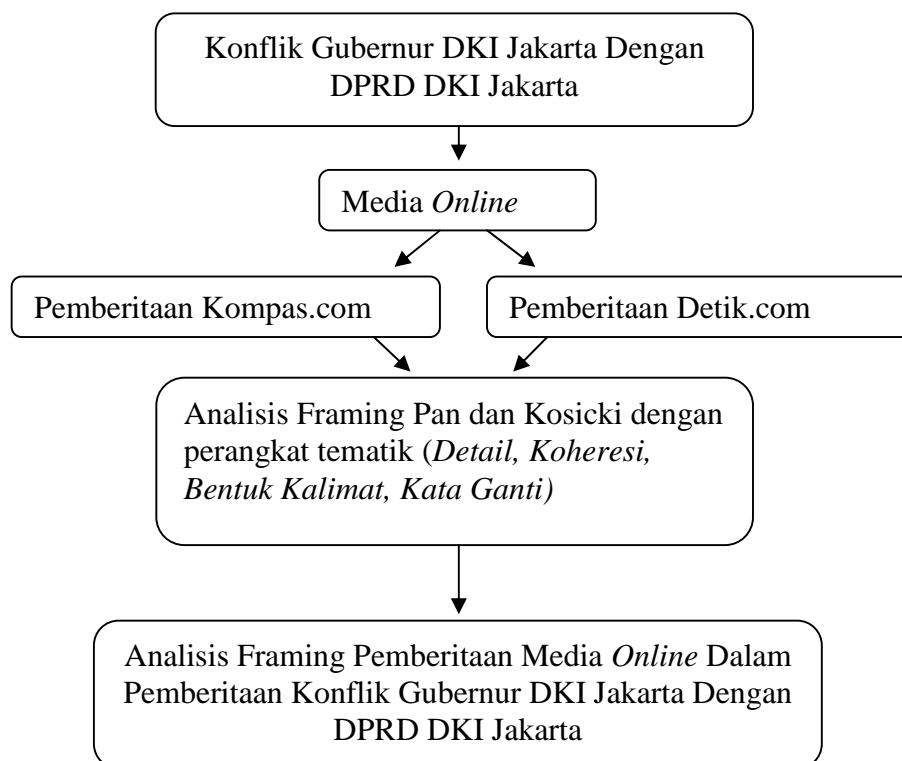 Konflik Gubernur DKI Jakarta Dengan
DPRD DKI Jakarta
Media Online
Pemberitaan Kompas.com
Pemberitaan Detik.com
Analisis Framing Pan dan Kosicki dengan
perangkat tematik (Detail, Koheresi,
Bentuk Kalimat, Kata Ganti)
Analisis Framing Pemberitaan Media Online Dalam
Pemberitaan Konflik Gubernur DKI Jakarta Dengan
DPRD DKI Jakarta